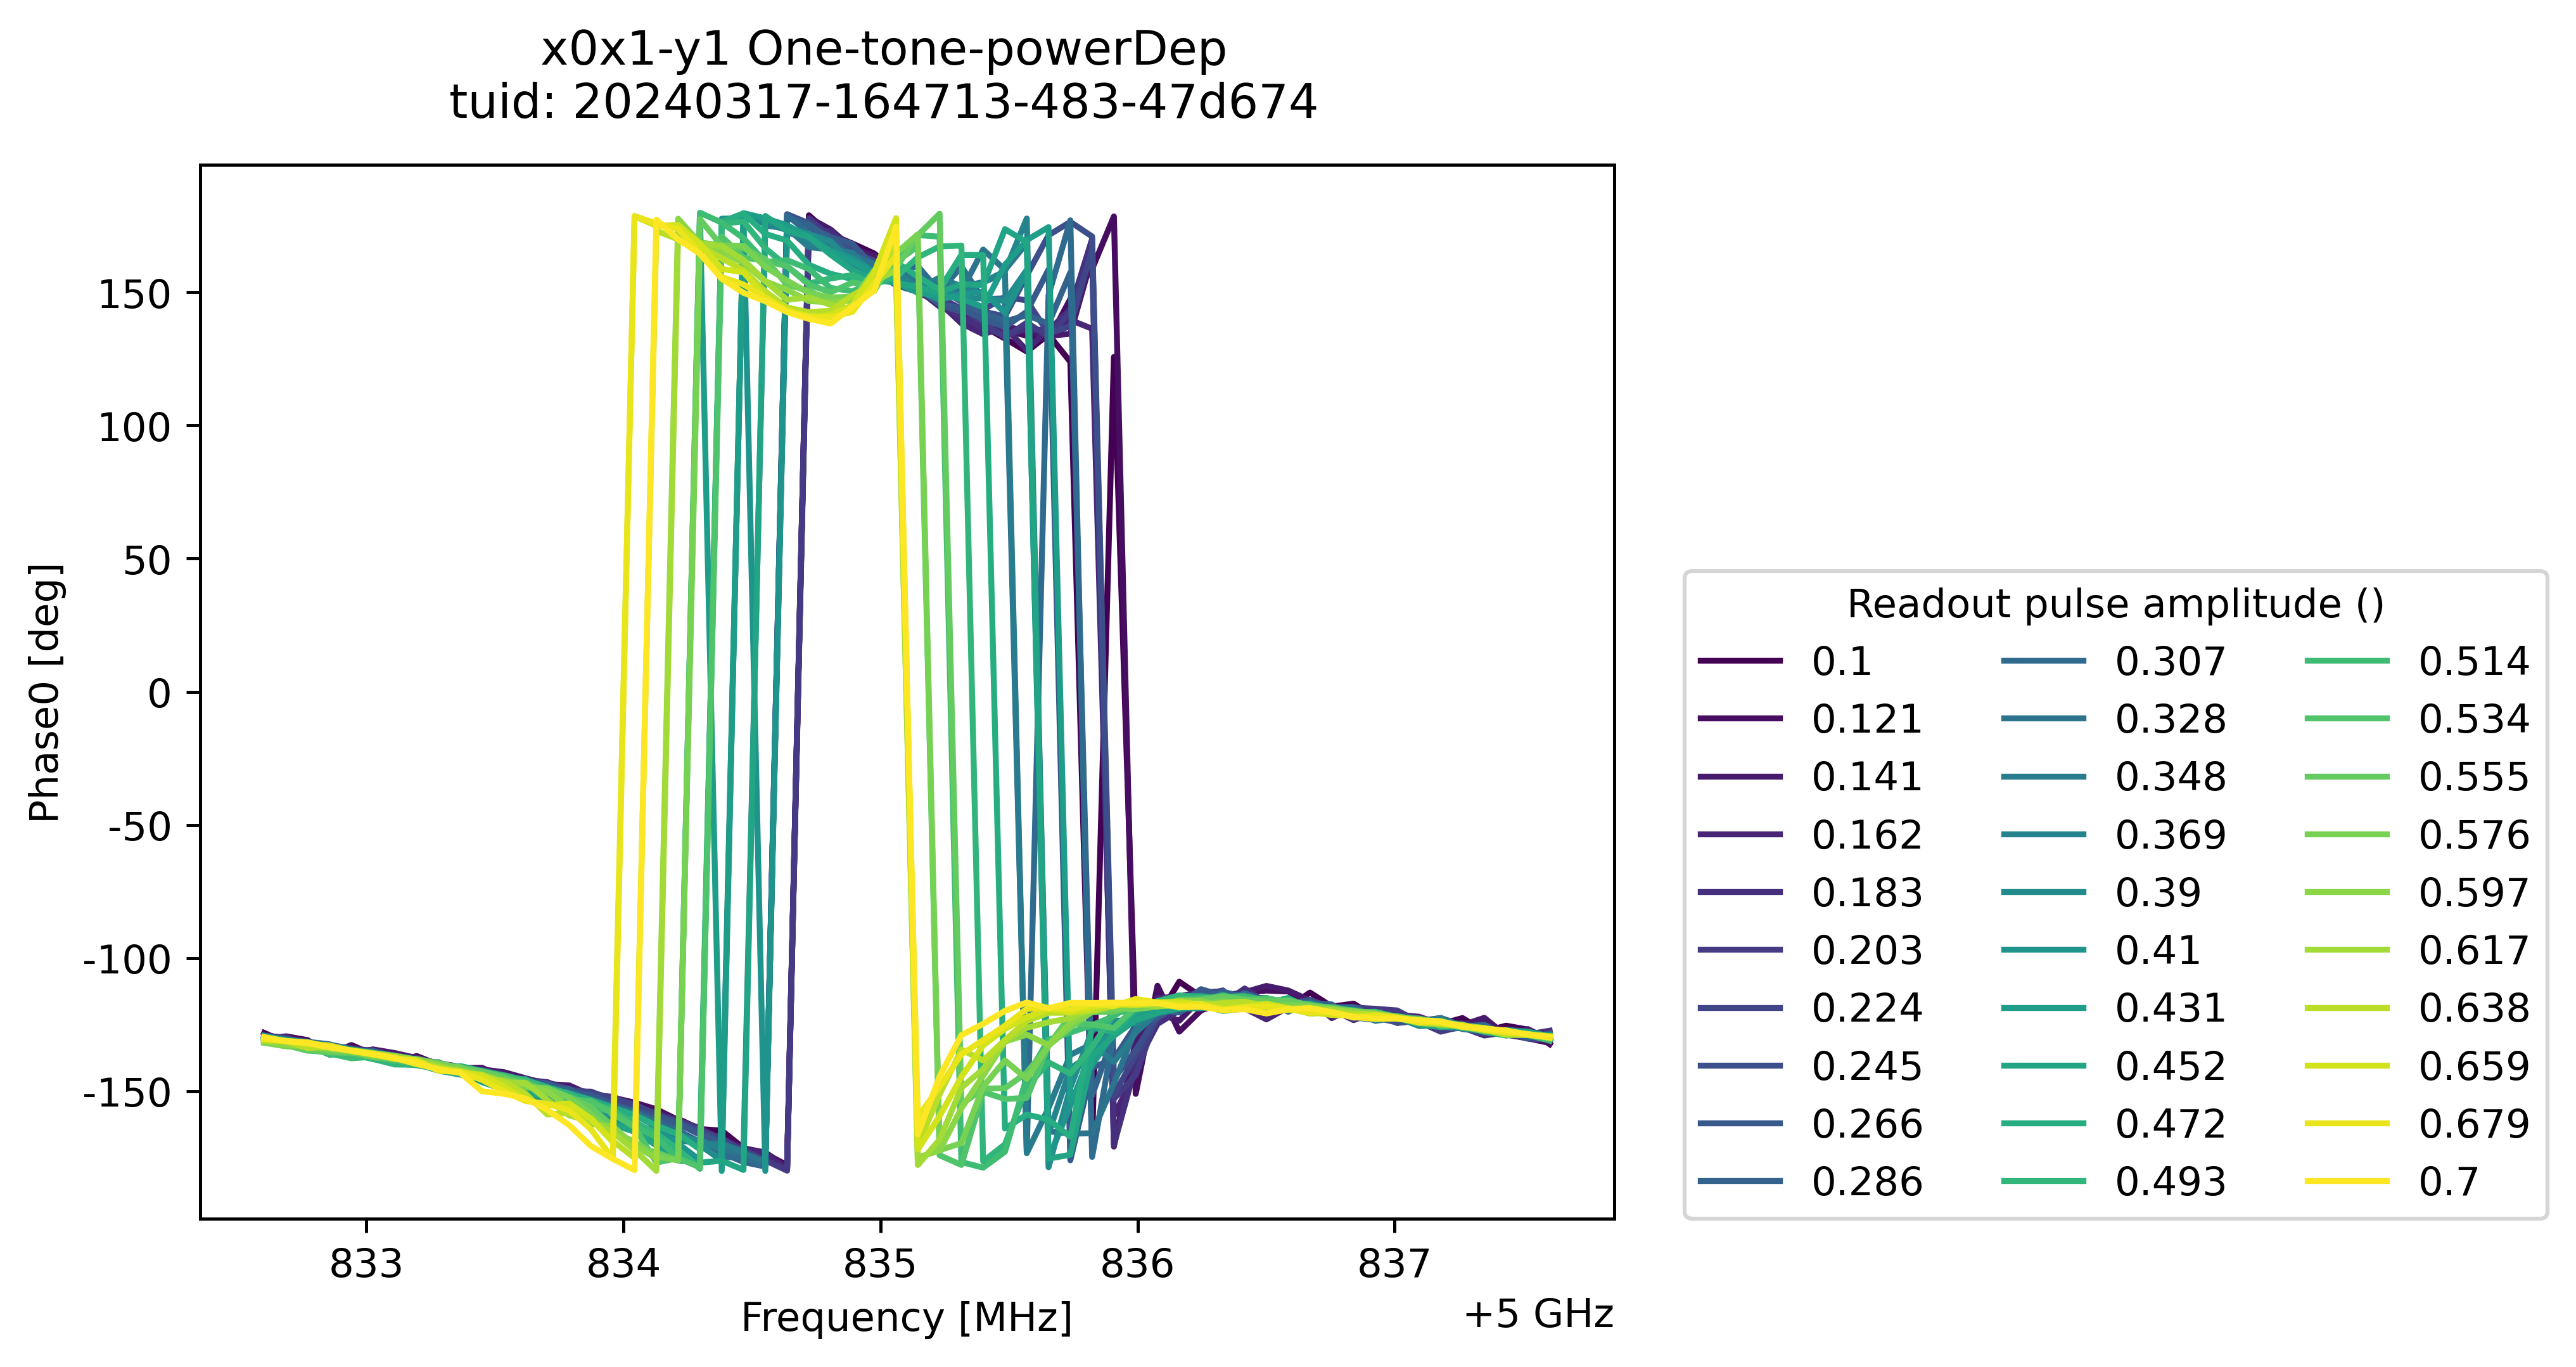 x0x1-y1 One-tone-powerDep
tuid: 20240317-164713-483-47d674
Phase0 [deg]
150
100
50
0
-50
-100
-150
833 834 835 836 837
Frequency [MHz]
+5 GHz
Readout pulse amplitude ()
0.1 0.307 0.514
0.121 0.328 0.534
0.141 0.348 0.555
0.162 0.369 0.576
0.183 0.39 0.597
0.203 0.41 0.617
0.224 0.431 0.638
0.245 0.452 0.659
0.266 0.472 0.679
0.286 0.493 0.7